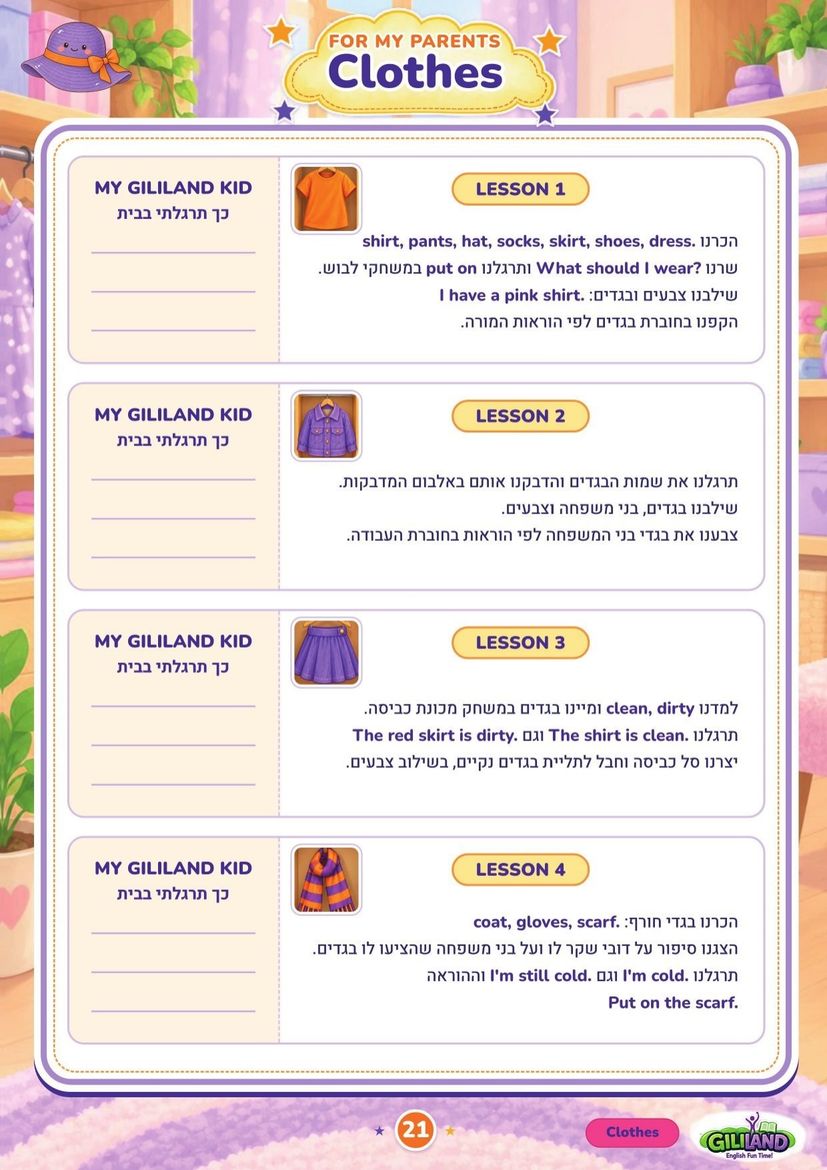 FOR MY PARENTS
Clothes
MY GILILAND KID
כך תרגלתי בבית
LESSON 1
הכרנו shirt, pants, hat, socks, skirt, shoes, dress.
שרנו What should I wear? ותרגלנו put on במשחקי לבוש.
שילבנו צבעים ובגדים: I have a pink shirt.
הקפנו בחוברת בגדים לפי הוראות המורה.
MY GILILAND KID
כך תרגלתי בבית
LESSON 2
תרגלנו את שמות הבגדים והדבקנו אותם באלבום המדבקות.
שילבנו בגדים, בני משפחה וצבעים.
צבענו את בגדי בני המשפחה לפי הוראות בחוברת העבודה.
MY GILILAND KID
כך תרגלתי בבית
LESSON 3
למדנו clean, dirty ומיינו בגדים במשחק מכונת כביסה.
תרגלנו The shirt is clean. וגם The red skirt is dirty.
יצרנו סל כביסה וחבל לתליית בגדים נקיים, בשילוב צבעים.
MY GILILAND KID
כך תרגלתי בבית
LESSON 4
הכרנו בגדי חורף: coat, gloves, scarf.
הצגנו סיפור על דובי שקר לו ועל בני משפחה שהציעו לו בגדים.
תרגלנו I'm cold. וגם I'm still cold. וההוראה
Put on the scarf.
21
Clothes
GILILAND
English Fun Time!